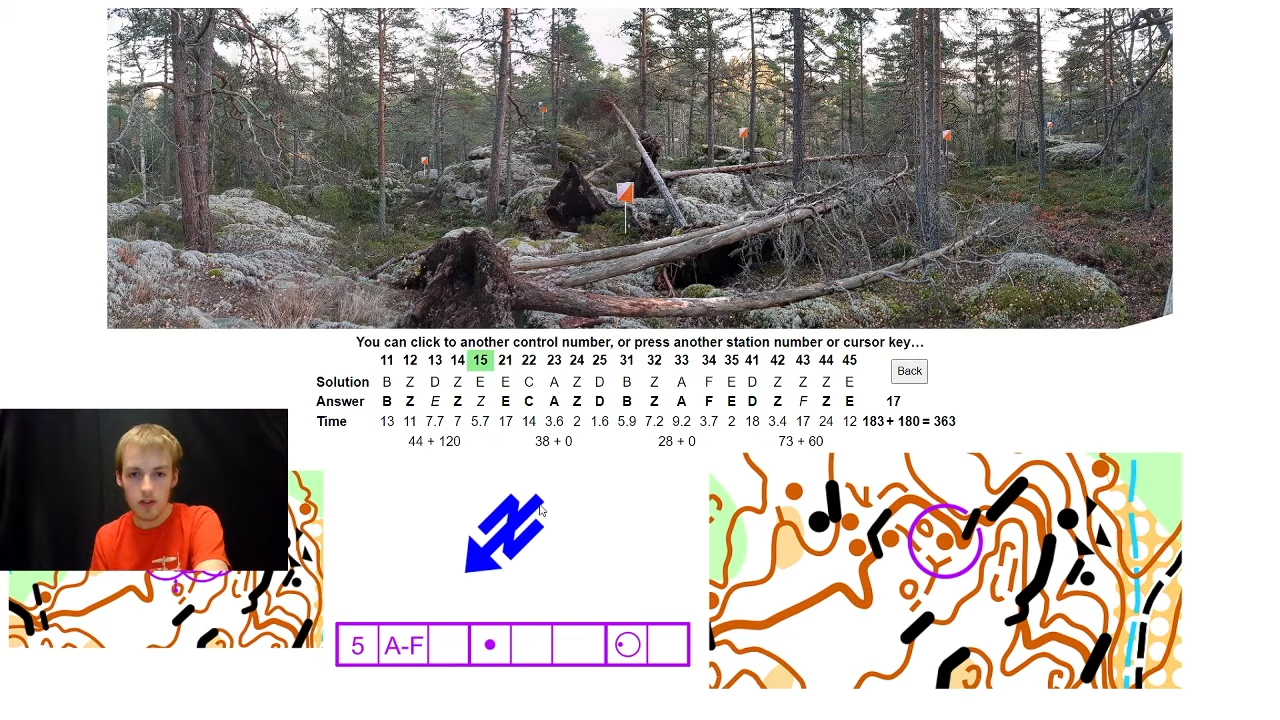 You can click to another control number, or press another station number or cursor key...
11 12 13 14 15 21 22 23 24 25 31 32 33 34 35 41 42 43 44 45
Back
Solution B Z D Z E E C A Z D B Z A F E D Z Z Z E
Answer B Z E Z Z E C A Z D B Z A F E D Z F Z E 17
Time 13 11 7.7 7 5.7 17 14 3.6 2 1.6 5.9 7.2 9.2 3.7 2 18 3.4 17 24 12 183 + 180 = 363
44 + 120 38 + 0 28 + 0 73 + 60
N
5 A-F